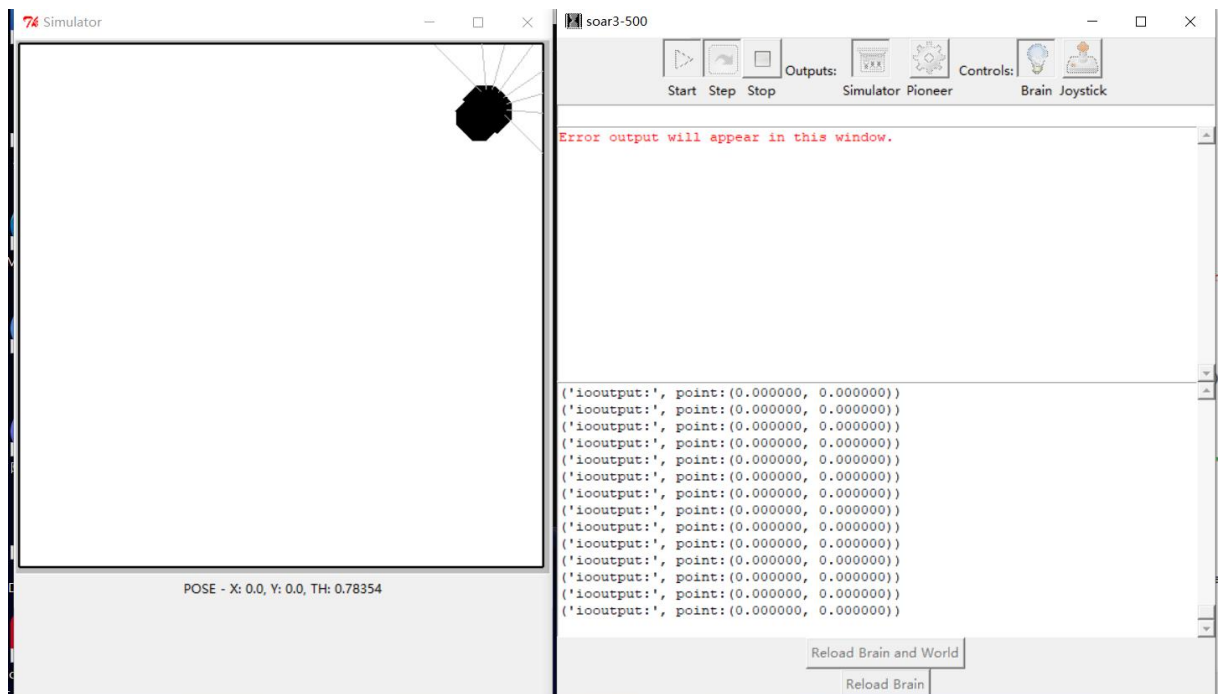 Simulator
POSE - X: 0.0, Y: 0.0, TH: 0.78354
soar3-500
Outputs: Controls:
Start Step Stop Simulator Pioneer Brain Joystick
Error output will appear in this window.
('iooutput:', point:(0.000000, 0.000000))
('iooutput:', point:(0.000000, 0.000000))
('iooutput:', point:(0.000000, 0.000000))
('iooutput:', point:(0.000000, 0.000000))
('iooutput:', point:(0.000000, 0.000000))
('iooutput:', point:(0.000000, 0.000000))
('iooutput:', point:(0.000000, 0.000000))
('iooutput:', point:(0.000000, 0.000000))
('iooutput:', point:(0.000000, 0.000000))
('iooutput:', point:(0.000000, 0.000000))
('iooutput:', point:(0.000000, 0.000000))
('iooutput:', point:(0.000000, 0.000000))
('iooutput:', point:(0.000000, 0.000000))
('iooutput:', point:(0.000000, 0.000000))
Reload Brain and World
Reload Brain